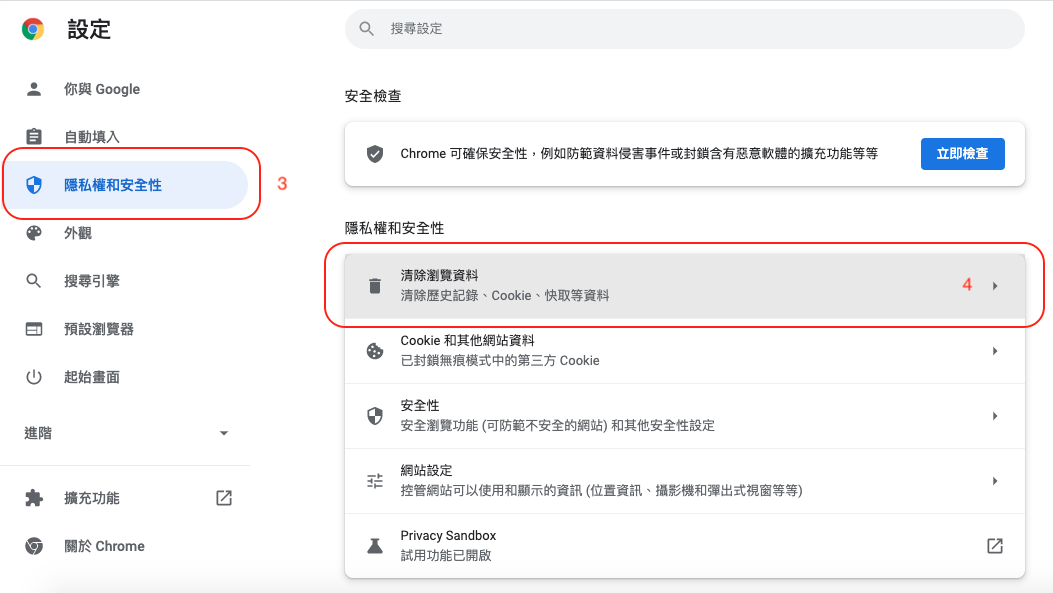 設定
搜尋設定
你與 Google
自動填入
隱私權和安全性
3
外觀
搜尋引擎
預設瀏覽器
起始畫面
進階
擴充功能
關於 Chrome
安全檢查
Chrome 可確保安全性，例如防範資料侵害事件或封鎖含有惡意軟體的擴充功能等等
立即檢查
隱私權和安全性
清除瀏覽資料
清除歷史記錄、Cookie、快取等資料
4
Cookie 和其他網站資料
已封鎖無痕模式中的第三方 Cookie
安全性
安全瀏覽功能 (可防範不安全的網站) 和其他安全性設定
網站設定
控管網站可以使用和顯示的資訊 (位置資訊、攝影機和彈出式視窗等等)
Privacy Sandbox
試用功能已開啟